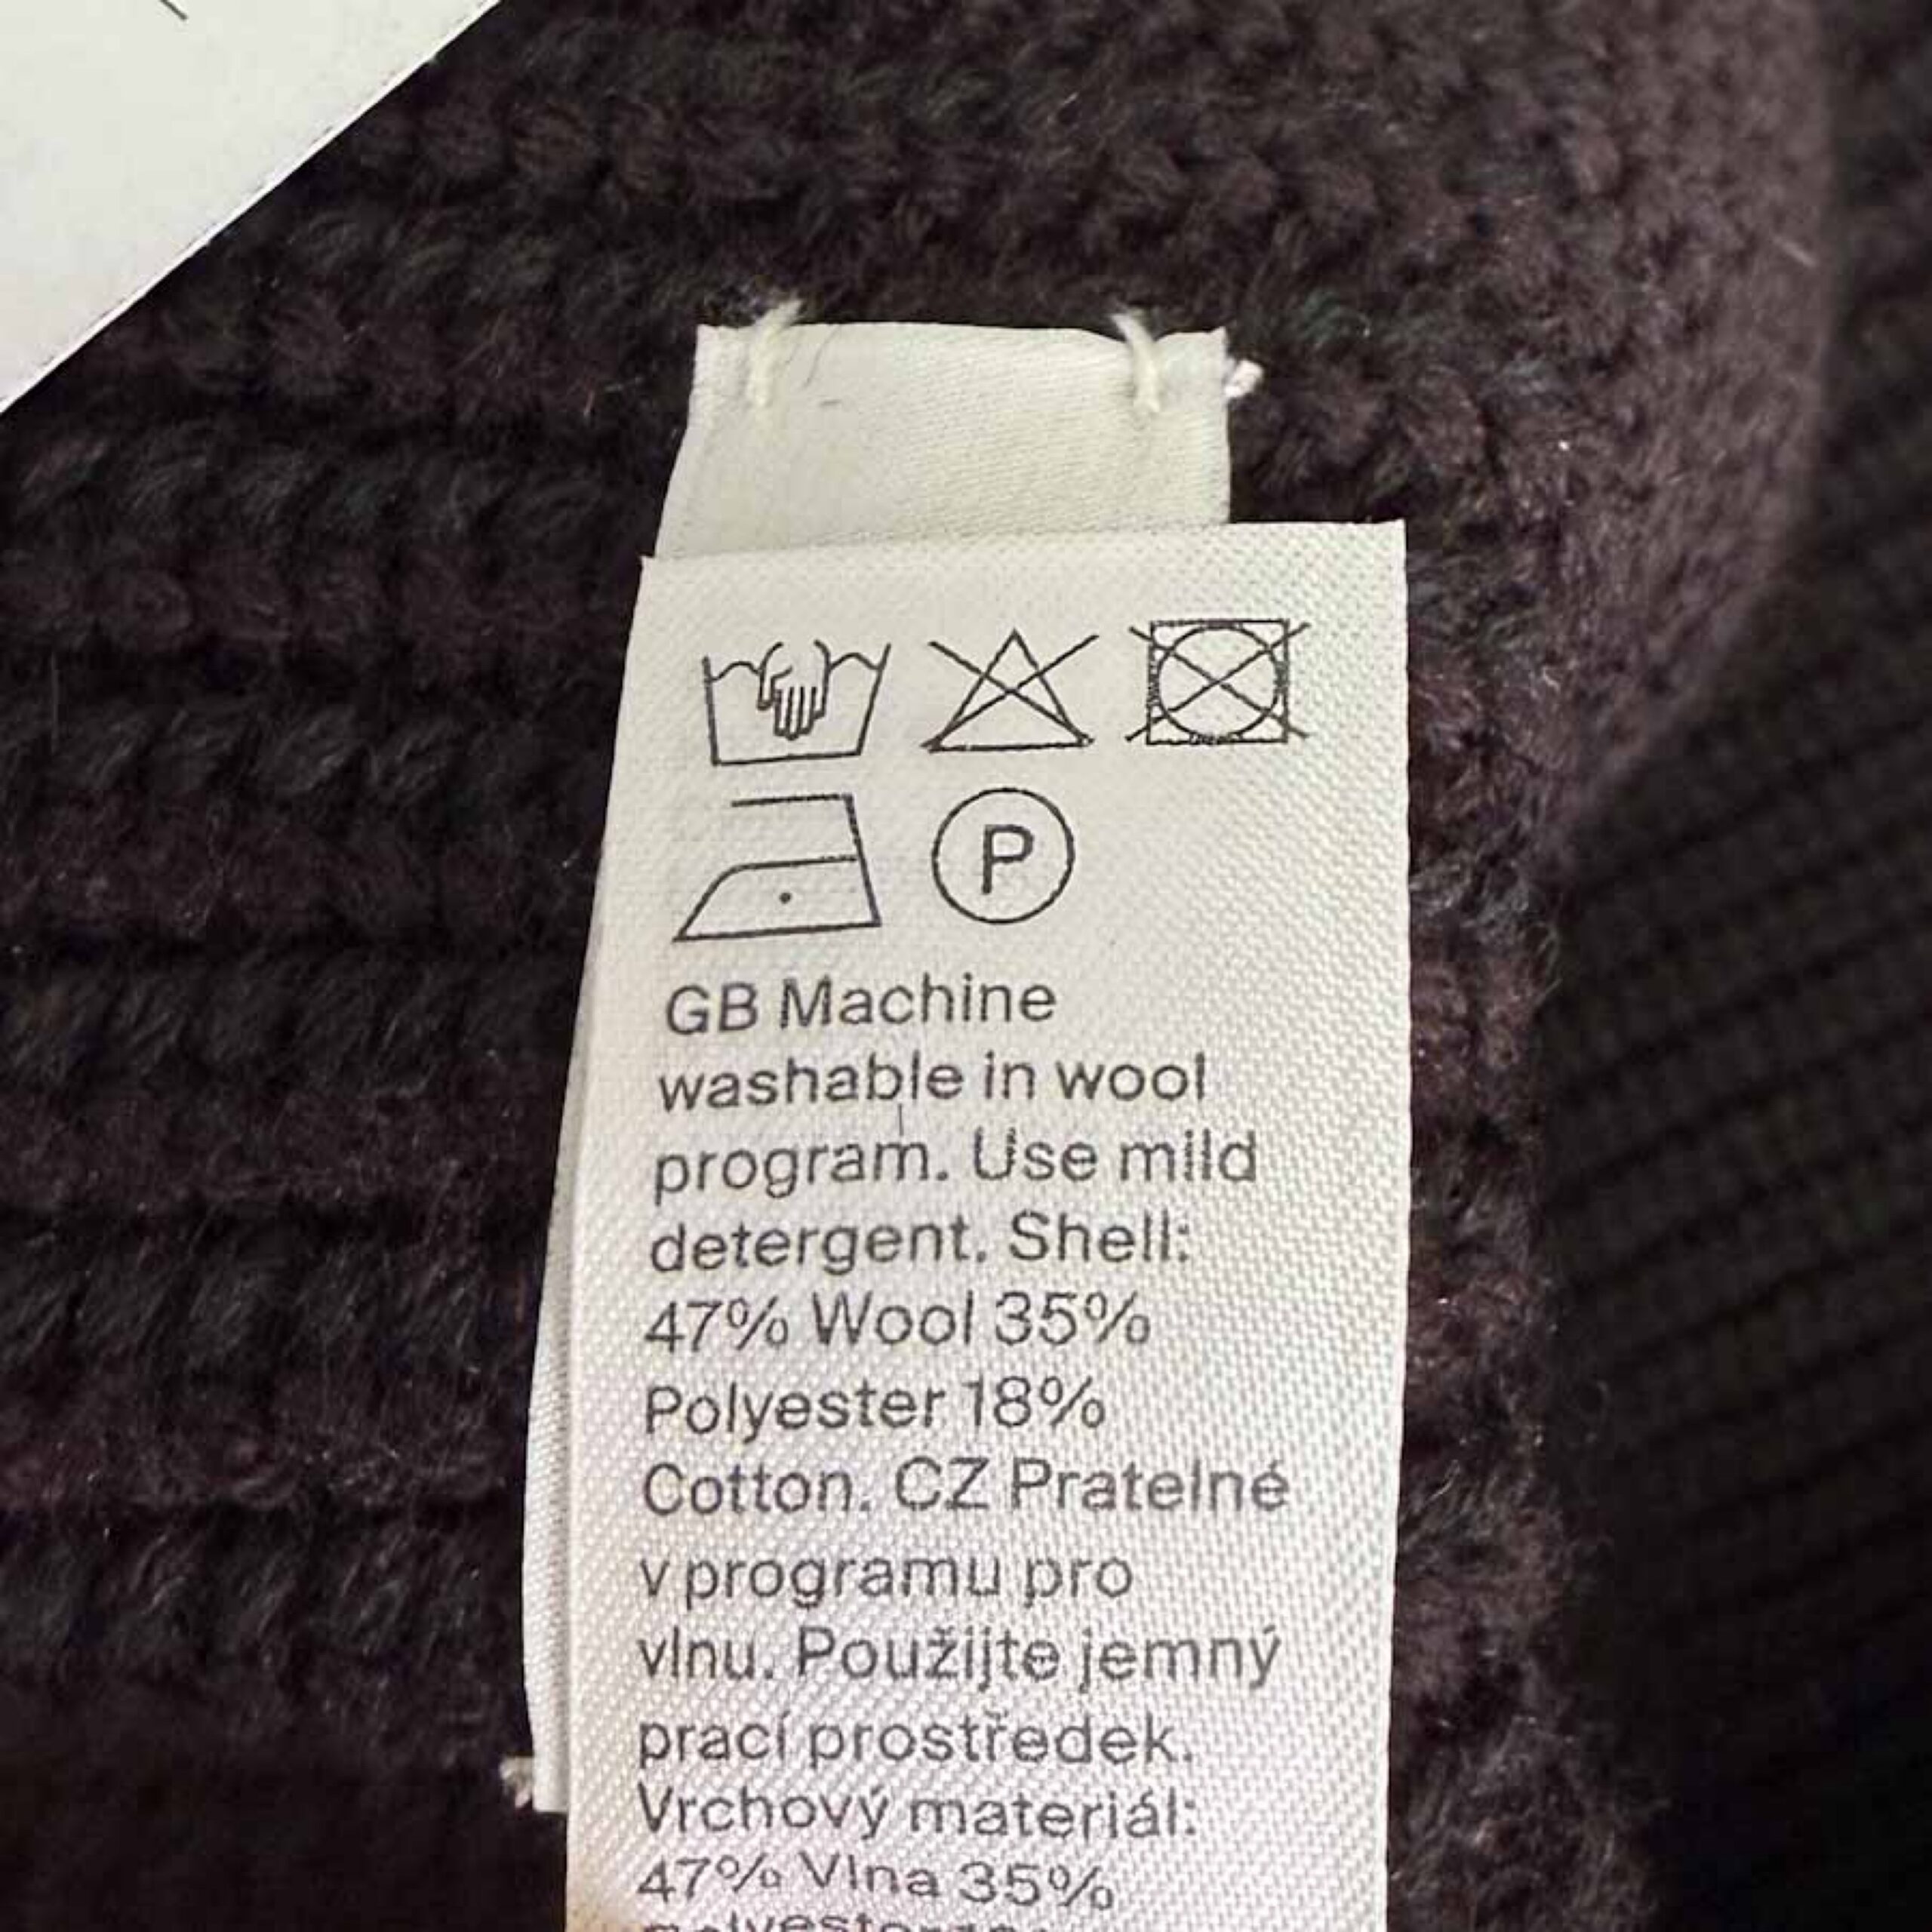 P
GB Machine
washable in wool
program. Use mild
detergent. Shell:
47% Wool 35%
Polyester 18%
Cotton. CZ Pratelné
v programu pro
vlnu. Použijte jemný
prací prostředek.
Vrchový materiál:
47% Vlna 35%